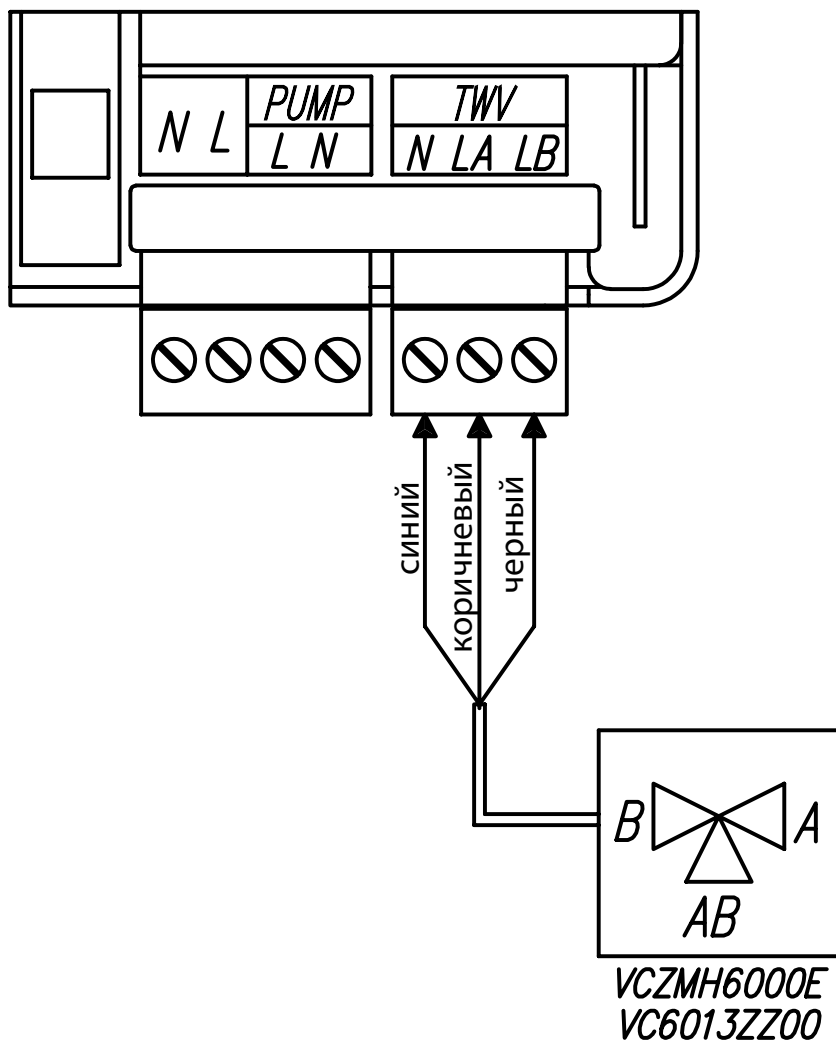 PUMP
TWV
N L
L N
N LA LB
синий
коричневый
черный
B
A
AB
VCZMH6000E
VC6013ZZ00